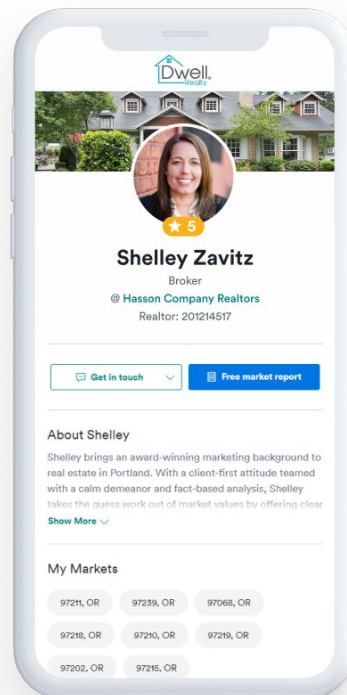 Dwell
Realty
5
Shelley Zavitz
Broker
@ Hasson Company Realtors
Realtor: 201214517
Get in touch
Free market report
About Shelley
Shelley brings an award-winning marketing background to
real estate in Portland. With a client-first attitude teamed
with a calm demeanor and fact-based analysis, Shelley
takes the guess work out of market values by offering clear
Show More
My Markets
97211, OR 97239, OR 97068, OR
97218, OR 97210, OR 97219, OR
97202, OR 97215, OR